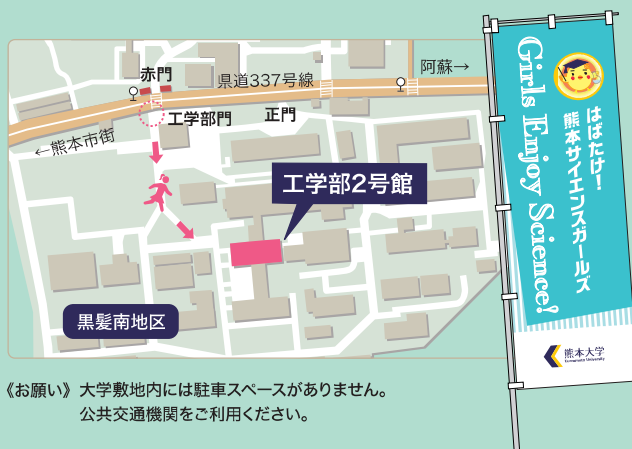 赤門
県道337号線
阿蘇→
工学部門
正門
←熊本市街
工学部2号館
黒髪南地区
《お願い》大学敷地内には駐車スペースがありません。
公共交通機関をご利用ください。
はばたけ！
熊本サイエンスガールズ
Girls Enjoy Science!
熊本大学
Kumamoto University